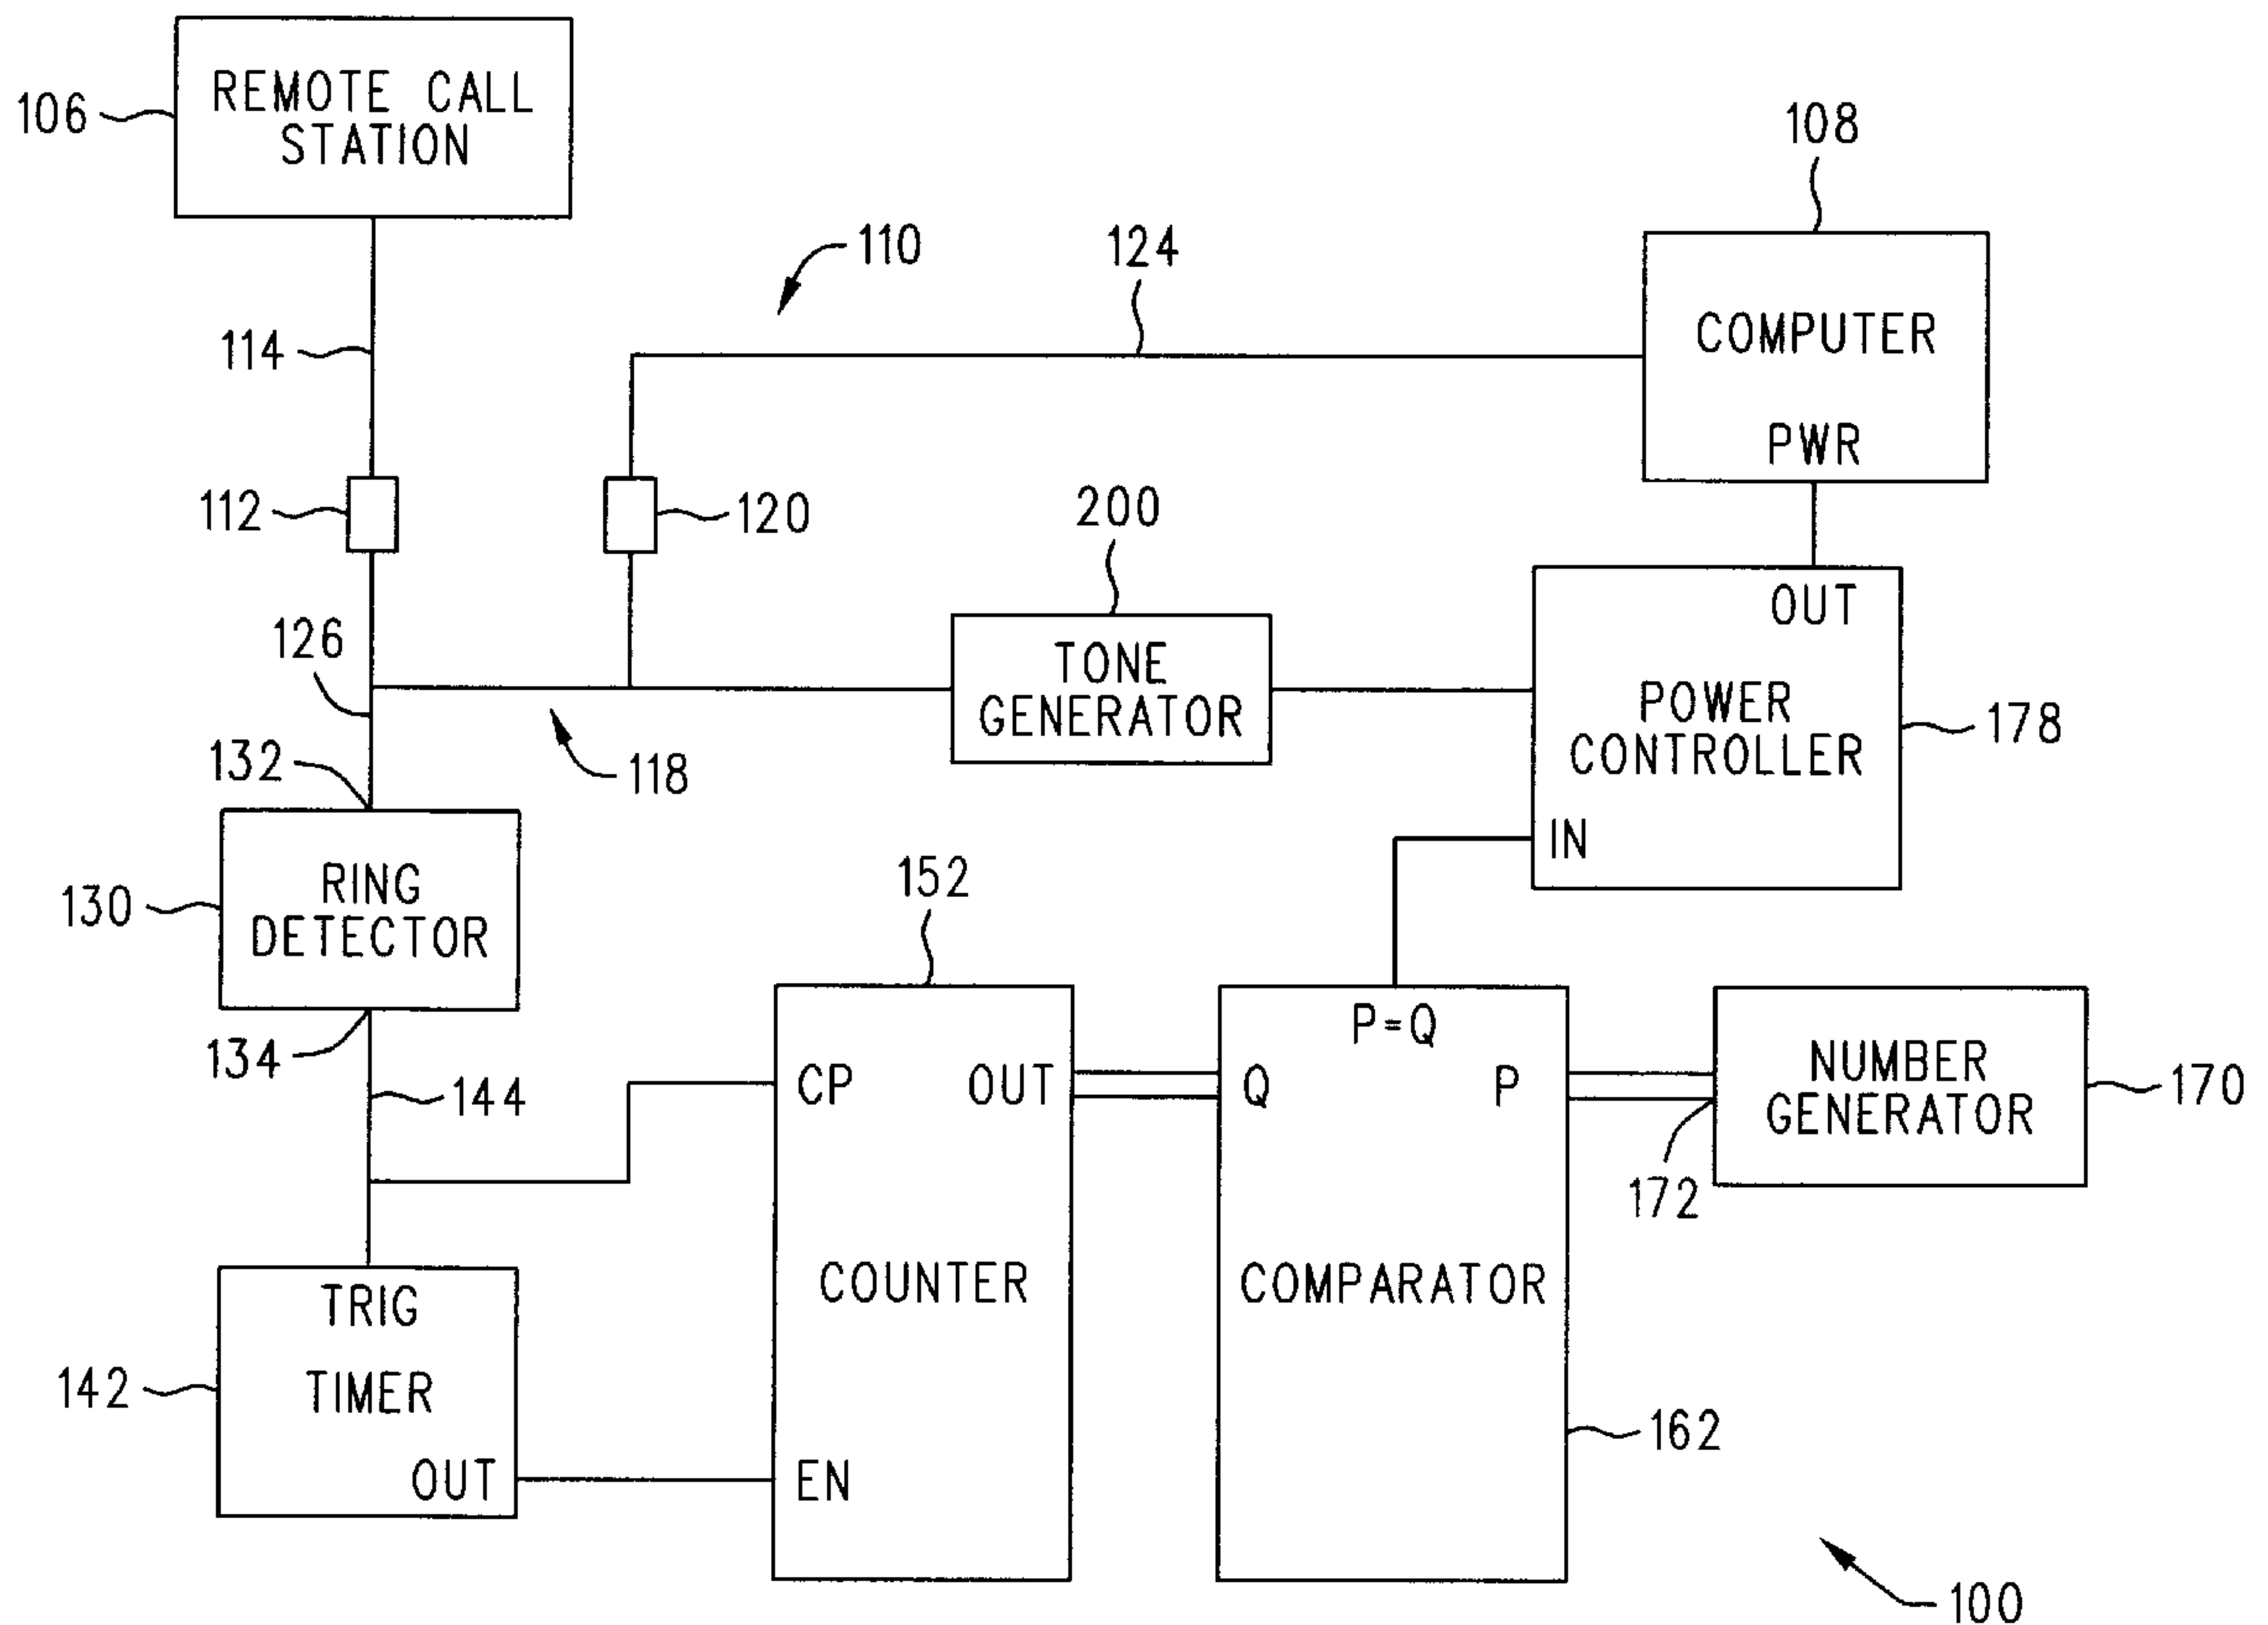 REMOTE CALL
STATION
106
108
110
124
114
COMPUTER
PWR
112
120
200
OUT
126
TONE
GENERATOR
POWER
CONTROLLER
178
132
118
IN
130
RING
DETECTOR
152
134
144
P=Q
CP
OUT
Q
P
NUMBER
GENERATOR
170
172
COUNTER
COMPARATOR
TRIG
142
TIMER
162
OUT
EN
100